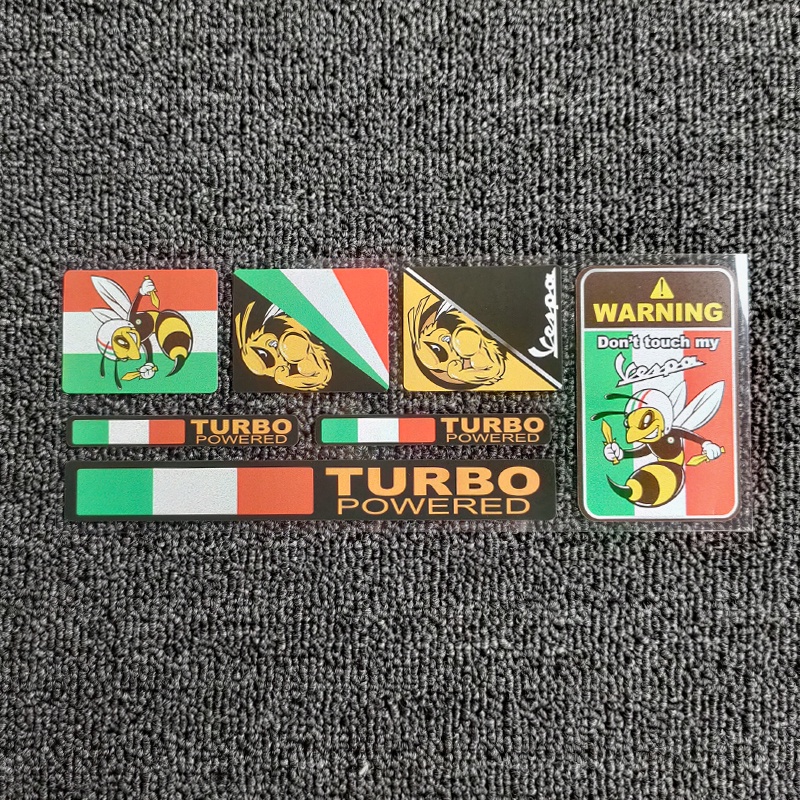 Vespa
WARNING
Don't touch my
Vespa
TURBO
POWERED
TURBO
POWERED
TURBO
POWERED